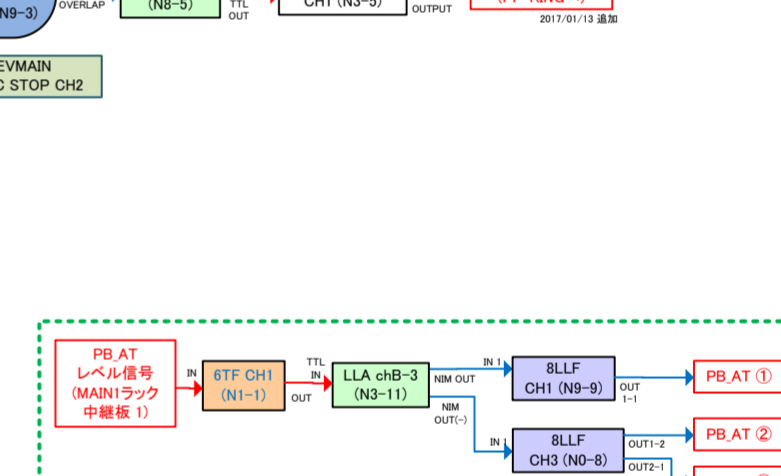 N9-3)
OVERLAP
(N8-5)
TTL
OUT
CH1 (N3-5)
OUTPUT
2017/01/13 追加
EVMAIN
C STOP CH2
PB_AT
レベル信号
(MAIN1ラック
中継板 1)
IN
6TF CH1
(N1-1)
OUT
TTL
IN
LLA chB-3
(N3-11)
NIM OUT
NIM
OUT(-)
IN 1
8LLF
CH1 (N9-9)
OUT
1-1
PB_AT ①
IN 1
8LLF
CH3 (N0-8)
OUT1-2
OUT2-1
PB_AT ②